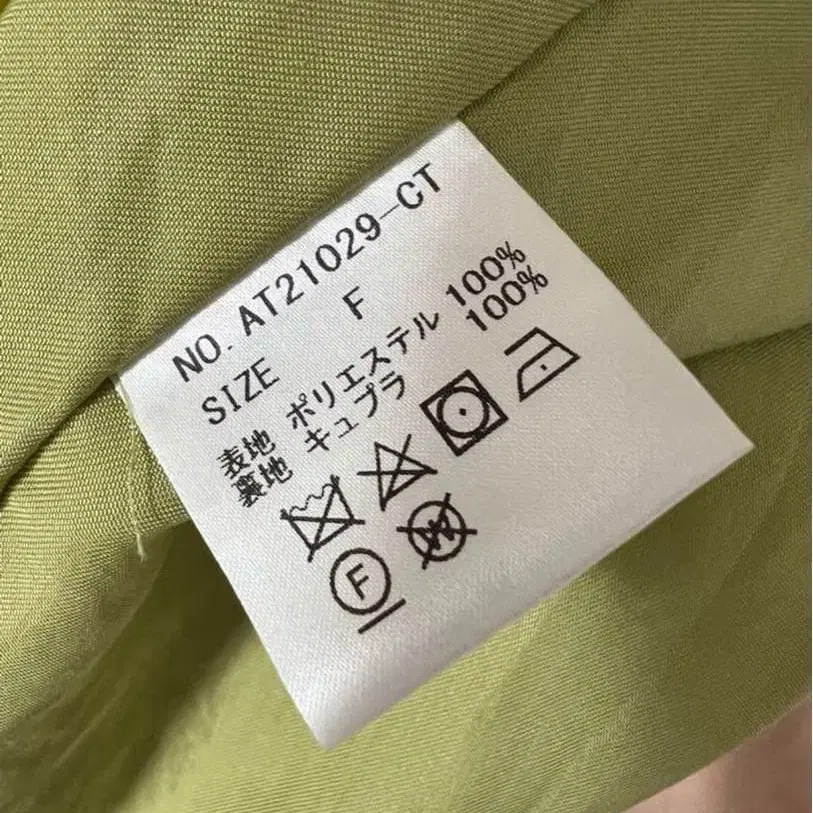 NO. AT21029-CT
SIZE F
表地 ポリエステル 100%
裏地 キュプラ 100%
F
W